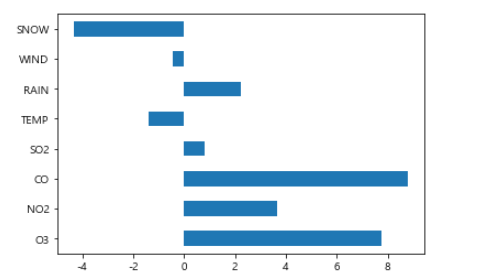 SNOW
WIND
RAIN
TEMP
SO2
CO
NO2
O3
-4 -2 0 2 4 6 8